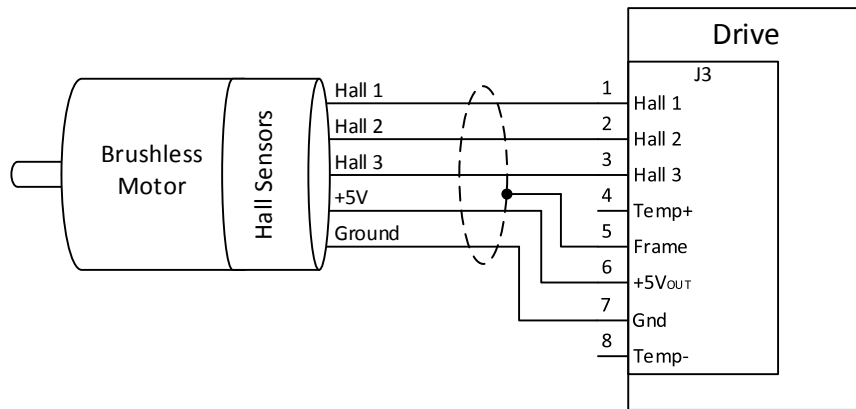 Drive
J3
Brushless
Motor
Hall Sensors
Hall 1
Hall 2
Hall 3
+5V
Ground
1
Hall 1
2
Hall 2
3
Hall 3
4
Temp+
5
Frame
6
+5VOUT
7
Gnd
8
Temp-